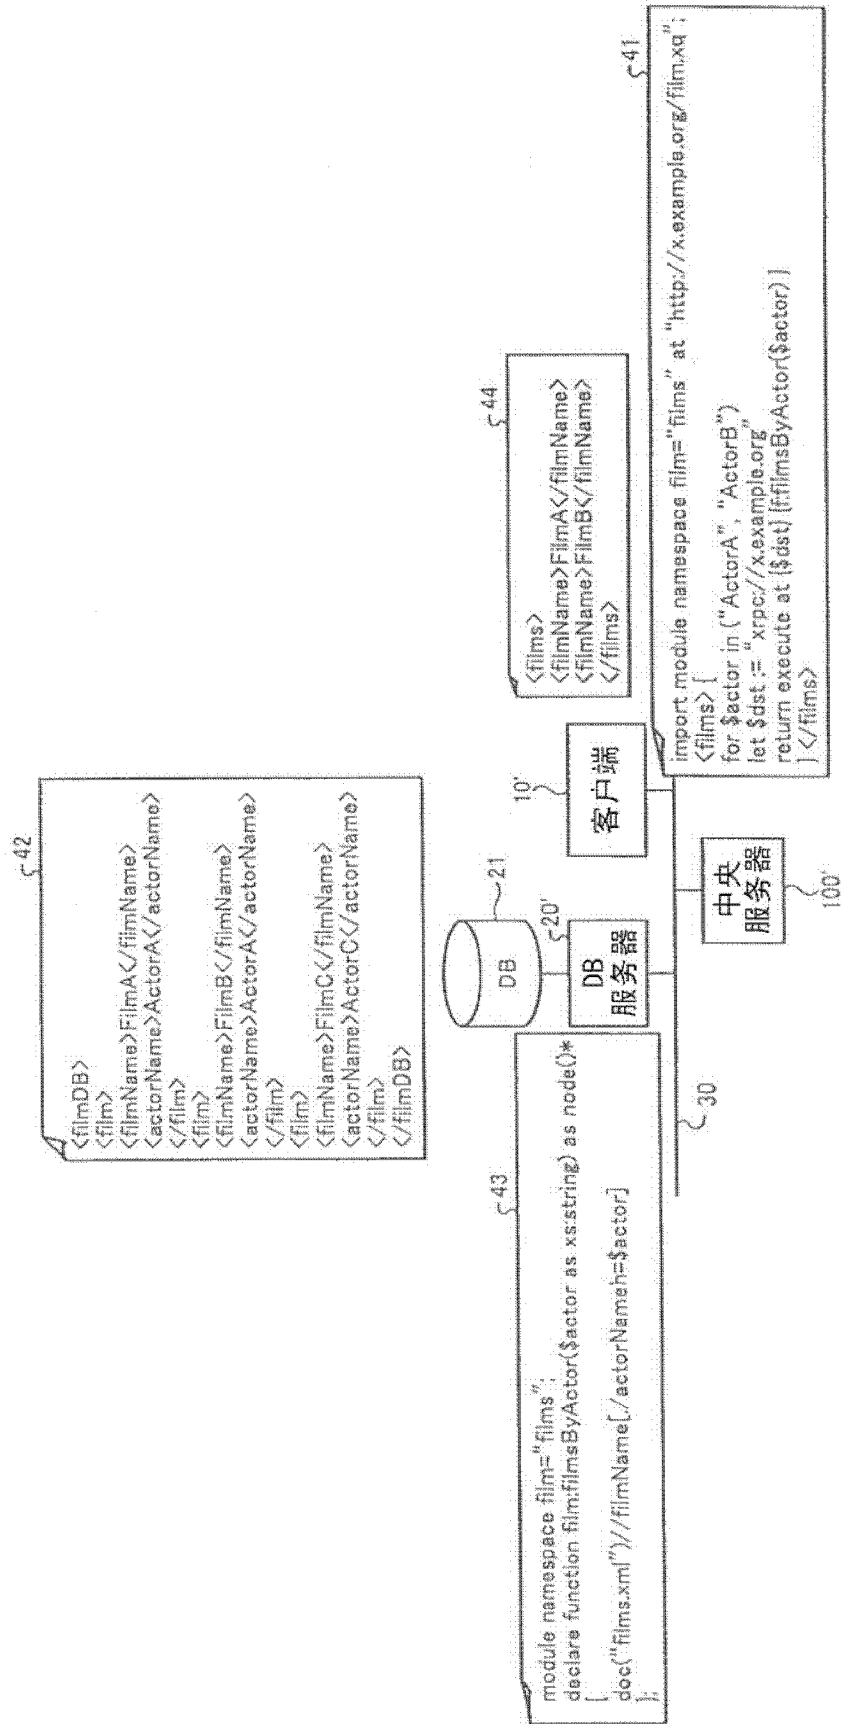 42
<filmDB>
<film>
<filmName>FilmA</filmName>
<actorName>ActorA</actorName>
</film>
<film>
<filmName>FilmB</filmName>
<actorName>ActorA</actorName>
</film>
<film>
<filmName>FilmC</filmName>
<actorName>ActorC</actorName>
</film>
</filmDB>
43
module namespace film="films";
declare function film:filmsByActor($actor as xs:string) as node()*
{
doc("films.xml")//filmName[./actorNameh=$actor]
};
21
DB
20'
DB
服务器
10'
客户端
44
<films>
<filmName>FilmA</filmName>
<filmName>FilmB</filmName>
</films>
30
中央
服务器
100'
41
import module namespace film="films" at "http://x.example.org/film.xq";
<films> {
for $actor in ("ActorA", "ActorB")
let $dst := "xrpc://x.example.org"
return execute at {$dst} {f:filmsByActor($actor) }
} </films>